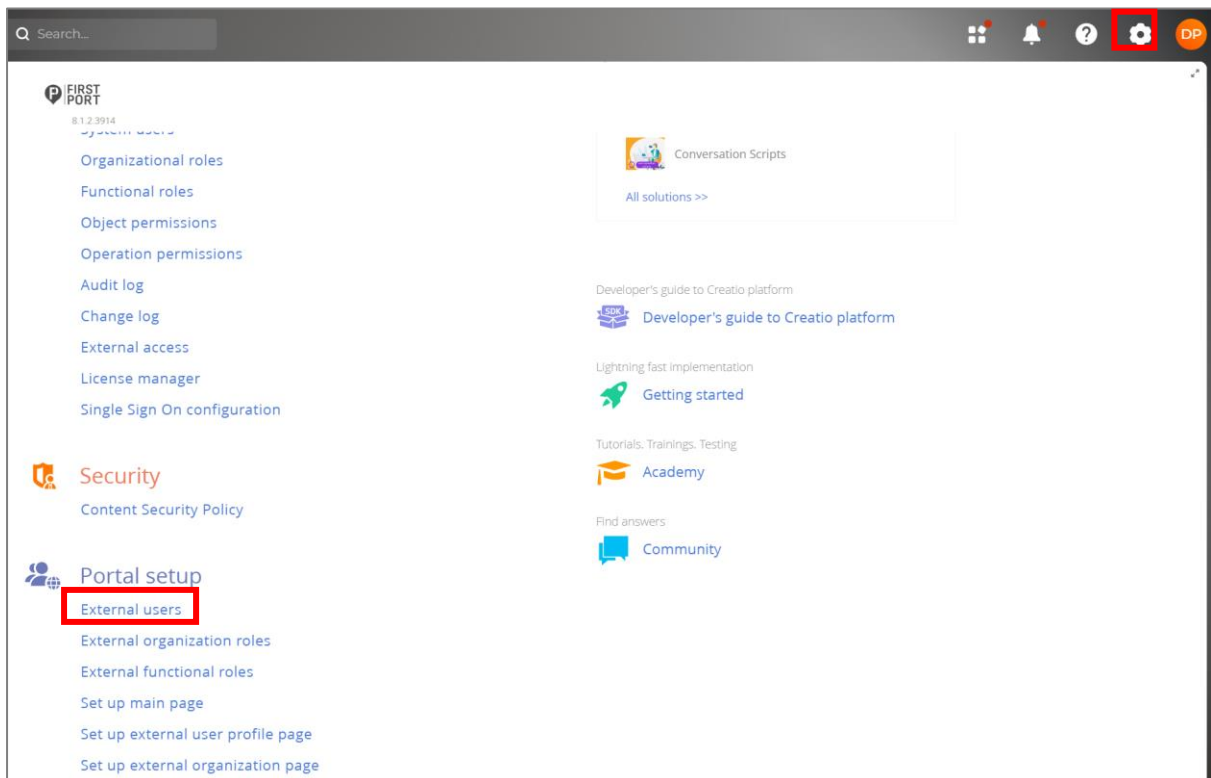 Search...
DP
FIRST
PORT
8.1.2.3914
System users
Organizational roles
Functional roles
Object permissions
Operation permissions
Audit log
Change log
External access
License manager
Single Sign On configuration
Security
Content Security Policy
Portal setup
External users
External organization roles
External functional roles
Set up main page
Set up external user profile page
Set up external organization page
Conversation Scripts
All solutions >>
Developer's guide to Creatio platform
SDK
Developer's guide to Creatio platform
Lightning fast implementation
Getting started
Tutorials. Trainings. Testing
Academy
Find answers
Community